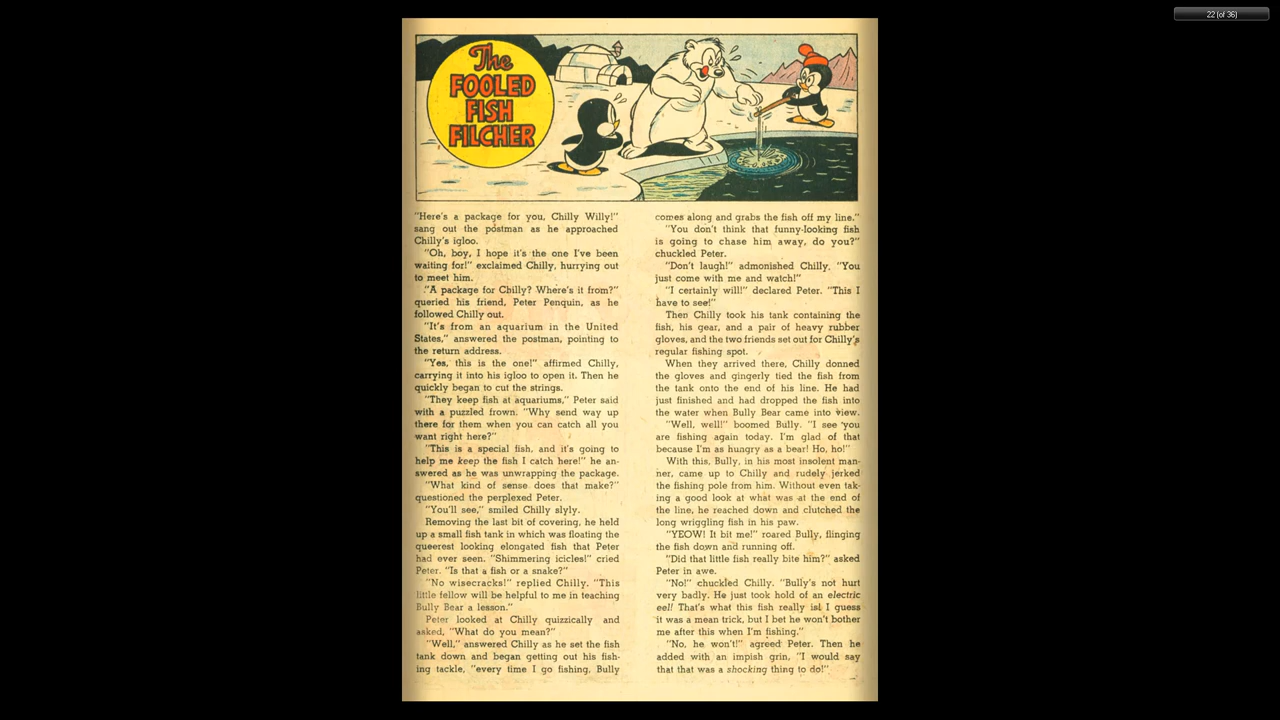 22 (of 36)
The
FOOLED
FISH
FILCHER
"Here's a package for you, Chilly Willy!"
sang out the postman as he approached
Chilly's igloo.
"Oh, boy, I hope it's the one I've been
waiting for!" exclaimed Chilly, hurrying out
to meet him.
"A package for Chilly? Where's it from?"
queried his friend, Peter Penquin, as he
followed Chilly out.
"It's from an aquarium in the United
States," answered the postman, pointing to
the return address.
"Yes, this is the one!" affirmed Chilly,
carrying it into his igloo to open it. Then he
quickly began to cut the strings.
"They keep fish at aquariums," Peter said
with a puzzled frown. "Why send way up
there for them when you can catch all you
want right here?"
"This is a special fish, and it's going to
help me keep the fish I catch here!" he an-
swered as he was unwrapping the package.
"What kind of sense does that make?"
questioned the perplexed Peter.
"You'll see," smiled Chilly slyly.
Removing the last bit of covering, he held
up a small fish tank in which was floating the
queerest looking elongated fish that Peter
had ever seen. "Shimmering icicles!" cried
Peter. "Is that a fish or a snake?"
"No wisecracks!" replied Chilly. "This
little fellow will be helpful to me in teaching
Bully Bear a lesson."
Peter looked at Chilly quizzically and
asked, "What do you mean?"
"Well," answered Chilly as he set the fish
tank down and began getting out his fish-
ing tackle, "every time I go fishing, Bully
comes along and grabs the fish off my line."
"You don't think that funny-looking fish
is going to chase him away, do you?"
chuckled Peter.
"Don't laugh!" admonished Chilly. "You
just come with me and watch!"
"I certainly will!" declared Peter. "This I
have to see!"
Then Chilly took his tank containing the
fish, his gear, and a pair of heavy rubber
gloves, and the two friends set out for Chilly's
regular fishing spot.
When they arrived there, Chilly donned
the gloves and gingerly tied the fish from
the tank onto the end of his line. He had
just finished and had dropped the fish into
the water when Bully Bear came into view.
"Well, well!" boomed Bully. "I see you
are fishing again today. I'm glad of that
because I'm as hungry as a bear! Ho, ho!"
With this, Bully, in his most insolent man-
ner, came up to Chilly and rudely jerked
the fishing pole from him. Without even tak-
ing a good look at what was at the end of
the line, he reached down and clutched the
long wriggling fish in his paw.
"YEOW! It bit me!" roared Bully, flinging
the fish down and running off.
"Did that little fish really bite him?" asked
Peter in awe.
"No!" chuckled Chilly. "Bully's not hurt
very badly. He just took hold of an electric
eel! That's what this fish really is! I guess
it was a mean trick, but I bet he won't bother
me after this when I'm fishing."
"No, he won't!" agreed Peter. Then he
added with an impish grin, "I would say
that that was a shocking thing to do!"